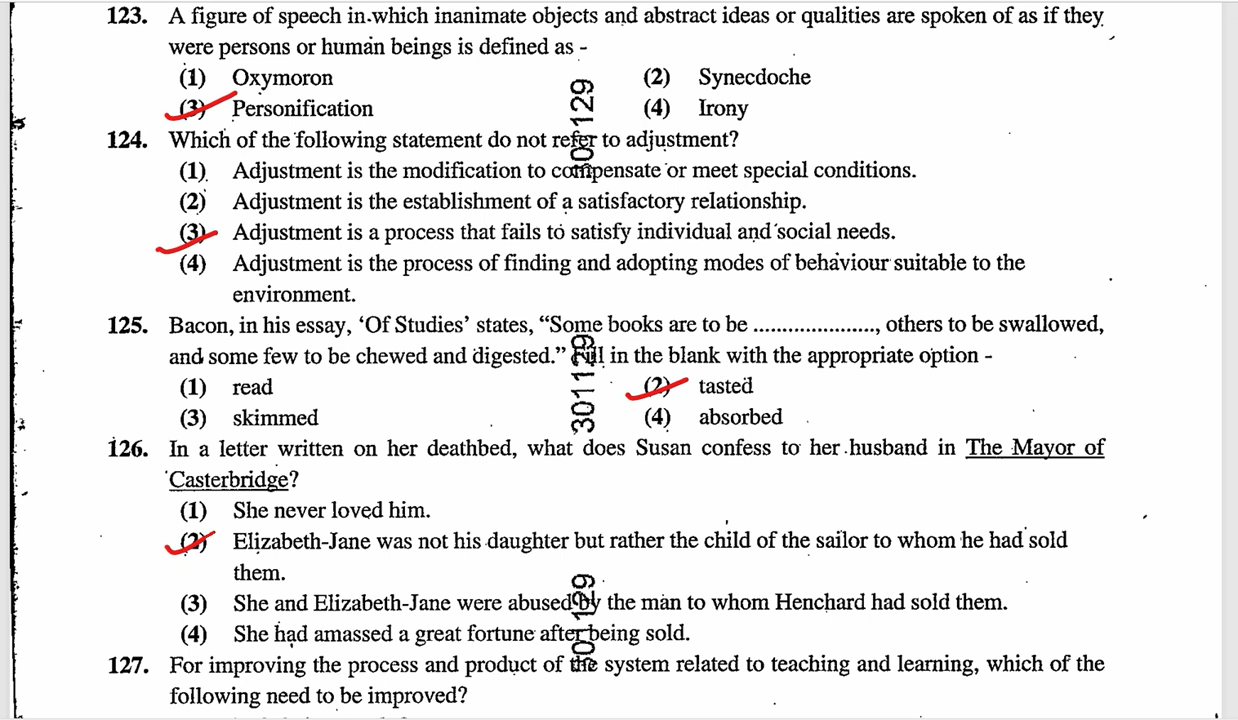 123. A figure of speech in which inanimate objects and abstract ideas or qualities are spoken of as if they
were persons or human beings is defined as -
(1) Oxymoron (2) Synecdoche
(3) Personification (4) Irony
124. Which of the following statement do not refer to adjustment?
(1) Adjustment is the modification to compensate or meet special conditions.
(2) Adjustment is the establishment of a satisfactory relationship.
(3) Adjustment is a process that fails to satisfy individual and social needs.
(4) Adjustment is the process of finding and adopting modes of behaviour suitable to the
environment.
125. Bacon, in his essay, ‘Of Studies’ states, “Some books are to be ....................., others to be swallowed,
and some few to be chewed and digested.” Fill in the blank with the appropriate option -
(1) read (2) tasted
(3) skimmed (4) absorbed
126. In a letter written on her deathbed, what does Susan confess to her husband in The Mayor of
Casterbridge?
(1) She never loved him.
(2) Elizabeth-Jane was not his daughter but rather the child of the sailor to whom he had sold
them.
(3) She and Elizabeth-Jane were abused by the man to whom Henchard had sold them.
(4) She had amassed a great fortune after being sold.
127. For improving the process and product of the system related to teaching and learning, which of the
following need to be improved?
301129
301129
301129